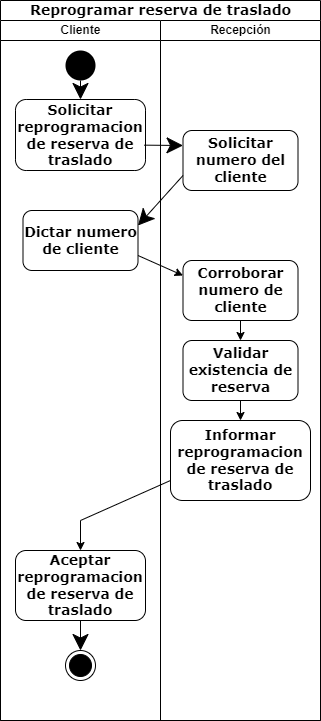 Reprogramar reserva de traslado
Cliente
Recepción
Solicitar
reprogramacion
de reserva de
traslado
Solicitar
numero del
cliente
Dictar numero
de cliente
Corroborar
numero de
cliente
Validar
existencia de
reserva
Informar
reprogramacion
de reserva de
traslado
Aceptar
reprogramacion
de reserva de
traslado